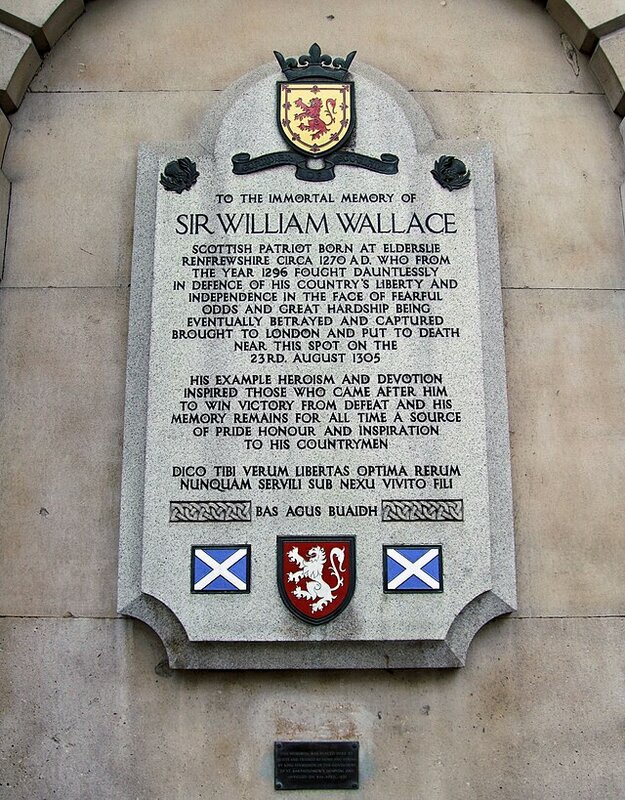 TO THE IMMORTAL MEMORY OF
SIR WILLIAM WALLACE
SCOTTISH PATRIOT BORN AT ELDERSLIE
RENFREWSHIRE CIRCA 1270 A.D. WHO FROM
THE YEAR 1296 FOUGHT DAUNTLESSLY
IN DEFENCE OF HIS COUNTRY'S LIBERTY AND
INDEPENDENCE IN THE FACE OF FEARFUL
ODDS AND GREAT HARDSHIP BEING
EVENTUALLY BETRAYED AND CAPTURED
BROUGHT TO LONDON AND PUT TO DEATH
NEAR THIS SPOT ON THE
23RD. AUGUST 1305
HIS EXAMPLE HEROISM AND DEVOTION
INSPIRED THOSE WHO CAME AFTER HIM
TO WIN VICTORY FROM DEFEAT AND HIS
MEMORY REMAINS FOR ALL TIME A SOURCE
OF PRIDE HONOUR AND INSPIRATION
TO HIS COUNTRYMEN
DICO TIBI VERUM LIBERTAS OPTIMA RERUM
NUNQUAM SERVILI SUB NEXU VIVITO FILI
BAS AGUS BUAIDH